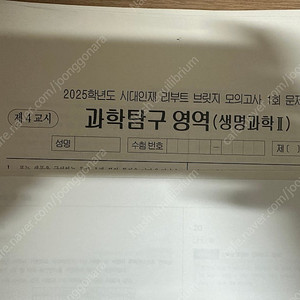 2025학년도 시대인재 리부트 브릿지 모의고사 1회 문제
제 4 교시
과학탐구 영역(생명과학Ⅱ)
성명
수험 번호
제 (